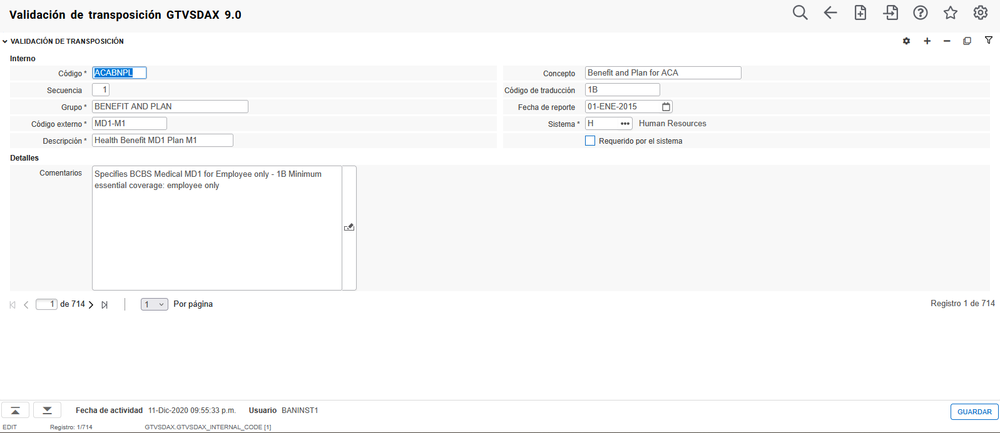 Validación de transposición GTVSDAX 9.0
VALIDACIÓN DE TRANSPOSICIÓN
Interno
Código * ACABNPL
Concepto Benefit and Plan for ACA
Secuencia 1
Código de traducción 1B
Grupo * BENEFIT AND PLAN
Fecha de reporte 01-ENE-2015
Código externo * MD1-M1
Sistema * H ••• Human Resources
Descripción * Health Benefit MD1 Plan M1
Requerido por el sistema
Detalles
Comentarios Specifies BCBS Medical MD1 for Employee only - 1B Minimum
essential coverage: employee only
1 de 714 1 Por página Registro 1 de 714
Fecha de actividad 11-Dic-2020 09:55:33 p.m. Usuario BANINST1
GUARDAR
EDIT Registro: 1/714 GTVSDAX.GTVSDAX_INTERNAL_CODE [1]